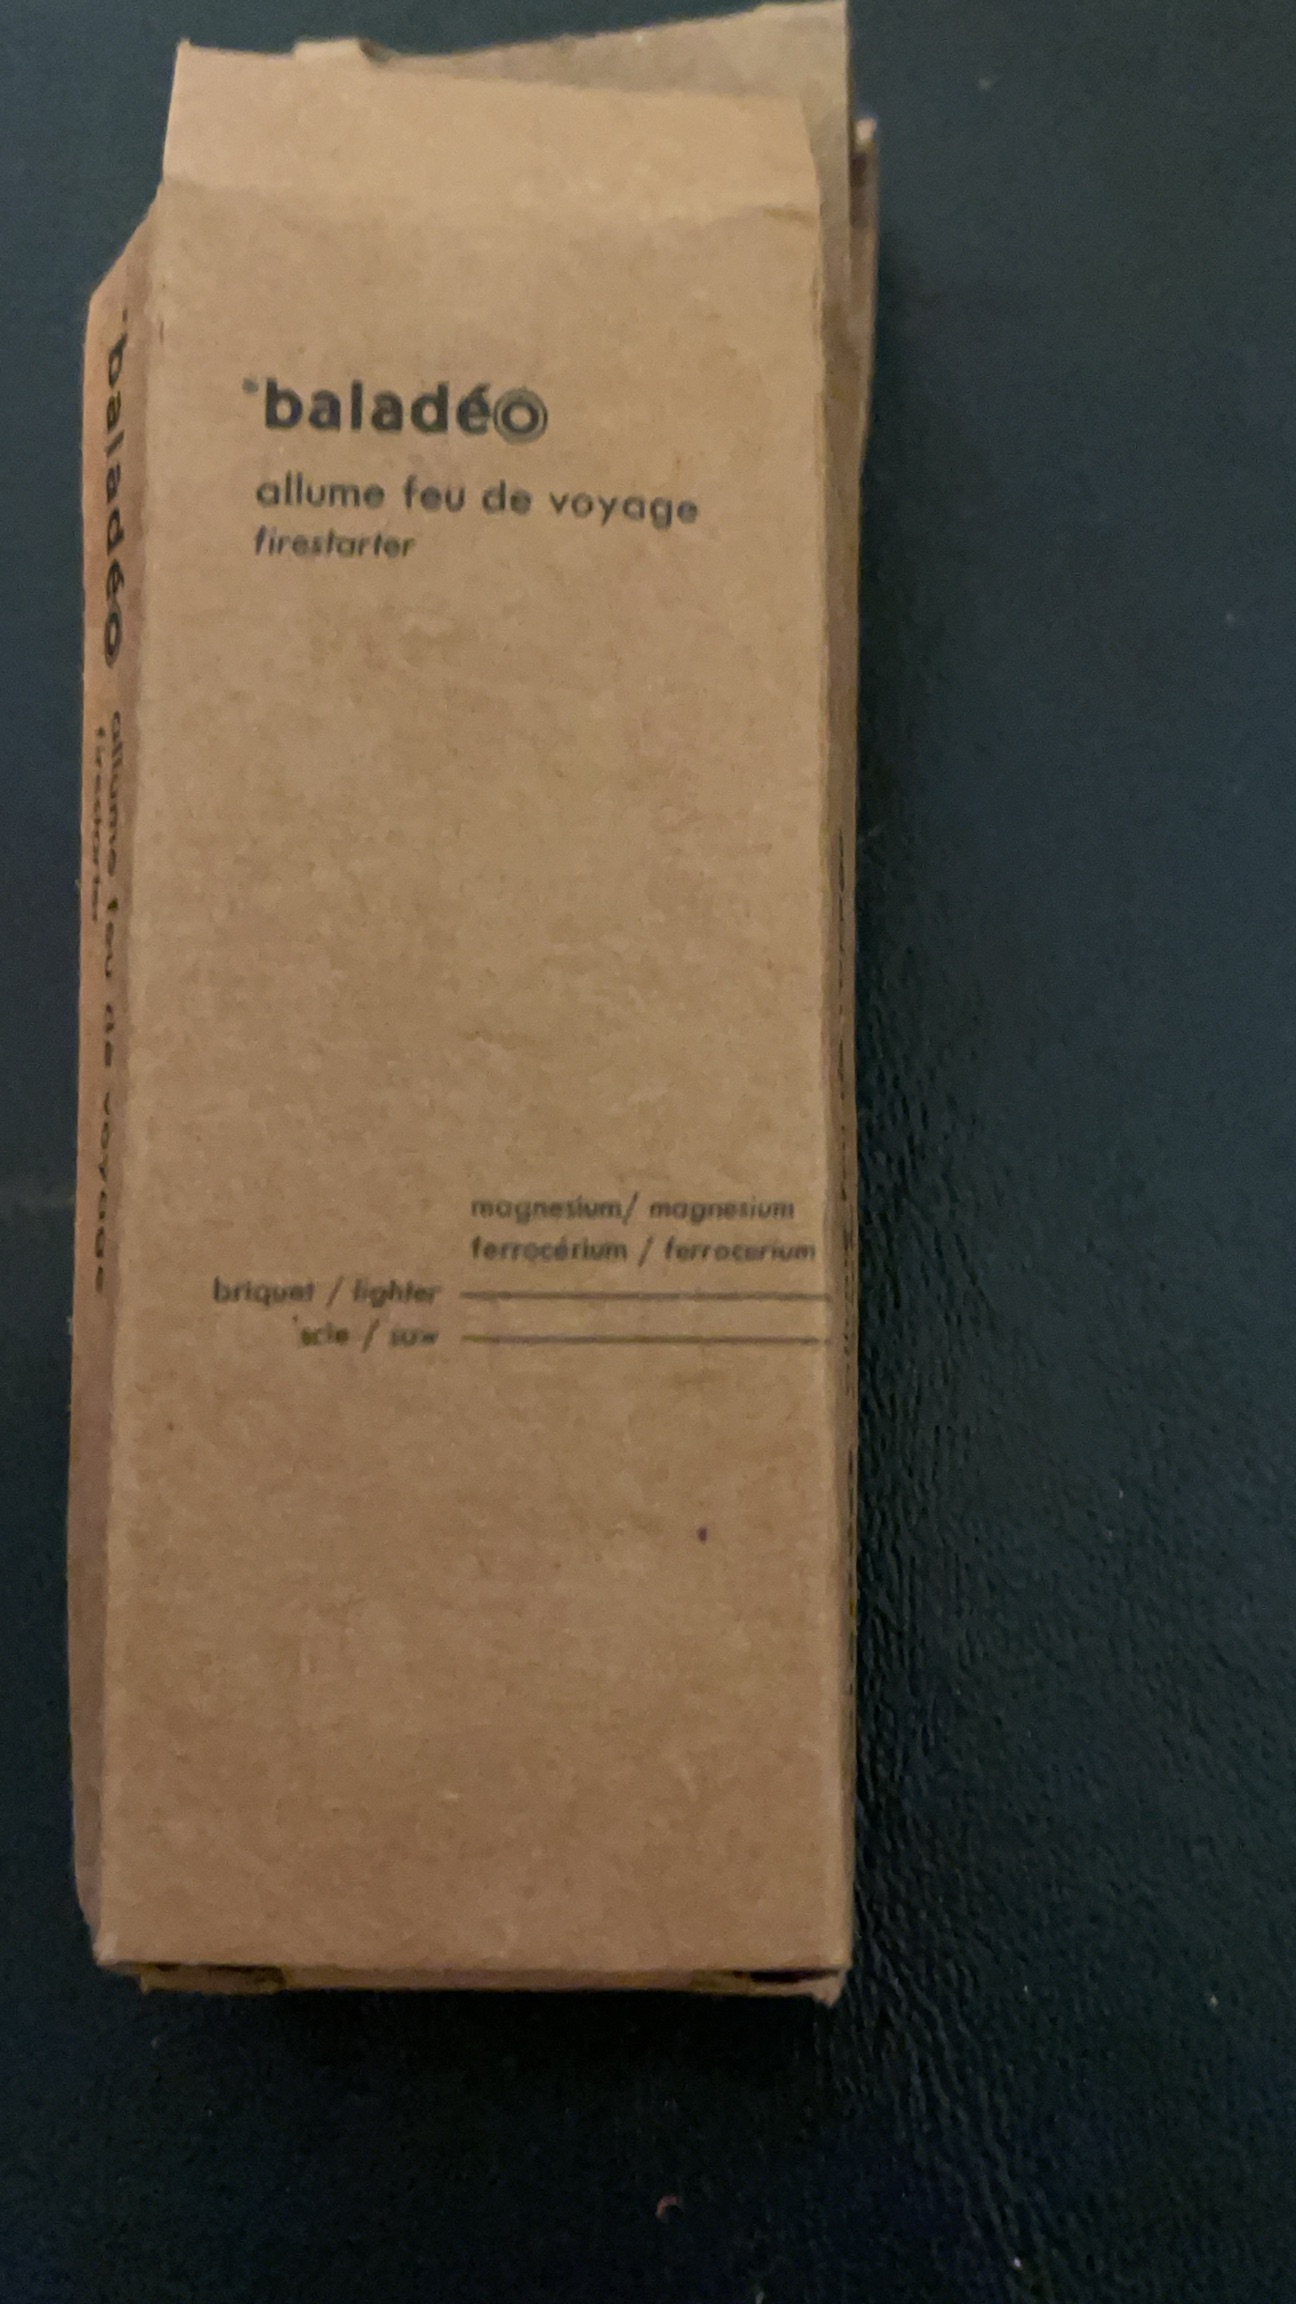 baladéo
allume feu de voyage
firestarter
magnesium/ magnesium
ferrocérium / ferrocerium
briquet / lighter
scie / saw
baladéo allume feu de voyage
firestarter